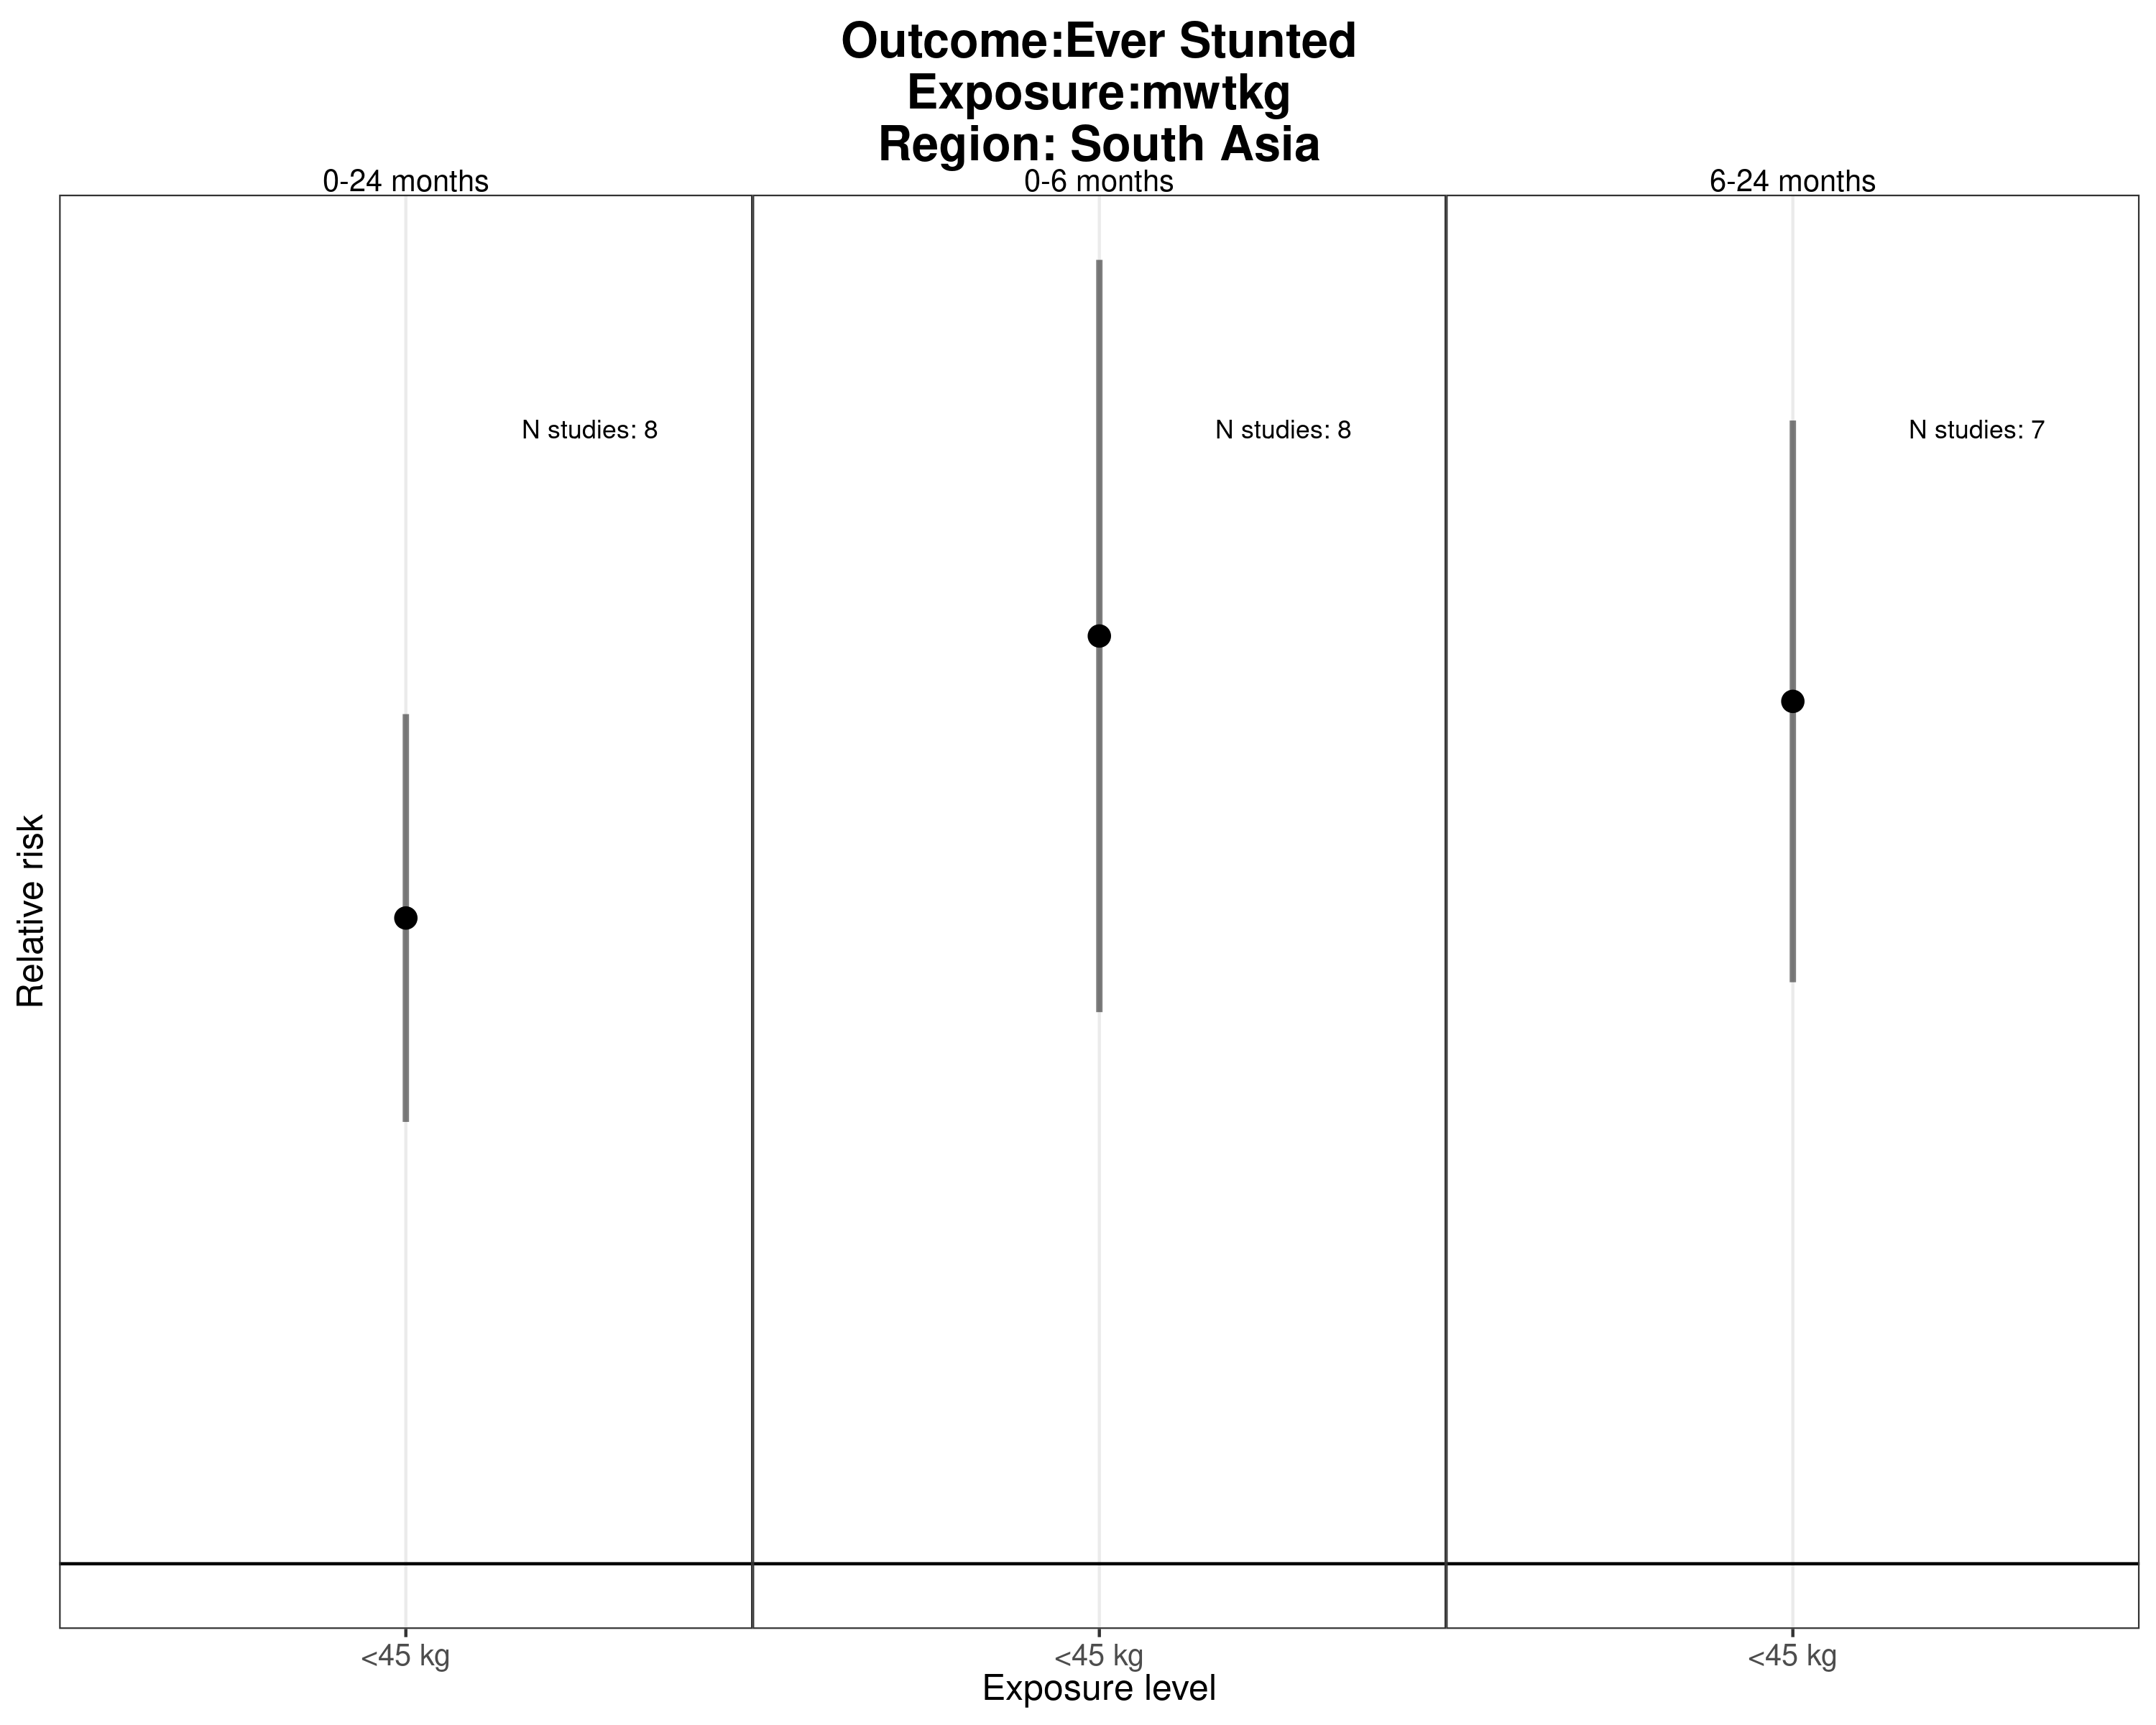 Outcome:Ever Stunted
Exposure:mwtkg
Region: South Asia
0-24 months
0-6 months
6-24 months
N studies: 8
N studies: 8
N studies: 7
Relative risk
<45 kg
<45 kg
<45 kg
Exposure level